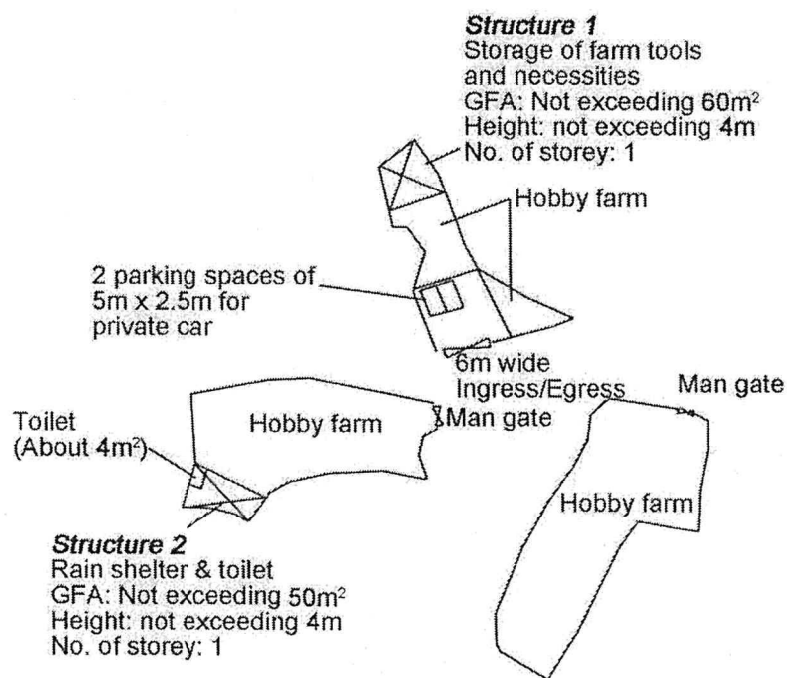 Structure 1
Storage of farm tools
and necessities
GFA: Not exceeding 60m²
Height: not exceeding 4m
No. of storey: 1
Hobby farm
2 parking spaces of
5m x 2.5m for
private car
6m wide
Ingress/Egress
Man gate
Hobby farm
Man gate
Toilet
(About 4m²)
Hobby farm
Structure 2
Rain shelter & toilet
GFA: Not exceeding 50m²
Height: not exceeding 4m
No. of storey: 1